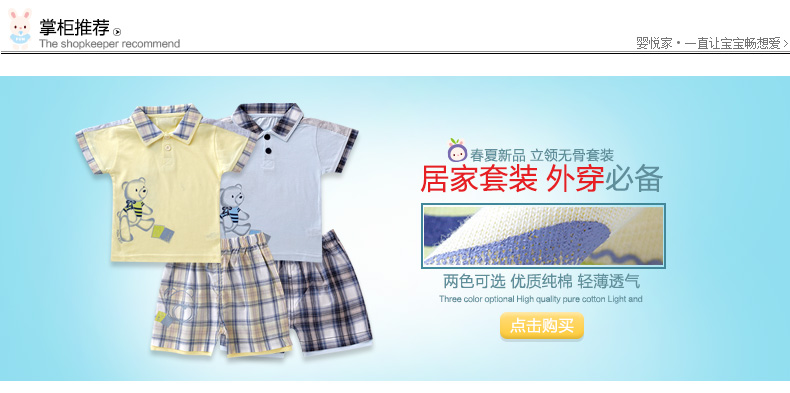 掌柜推荐
The shopkeeper recommend
婴悦家•一直让宝宝畅想爱>
春夏新品 立领无骨套装
居家套装 外穿必备
两色可选 优质纯棉 轻薄透气
Three color optional High quality pure cotton Light and
点击购买